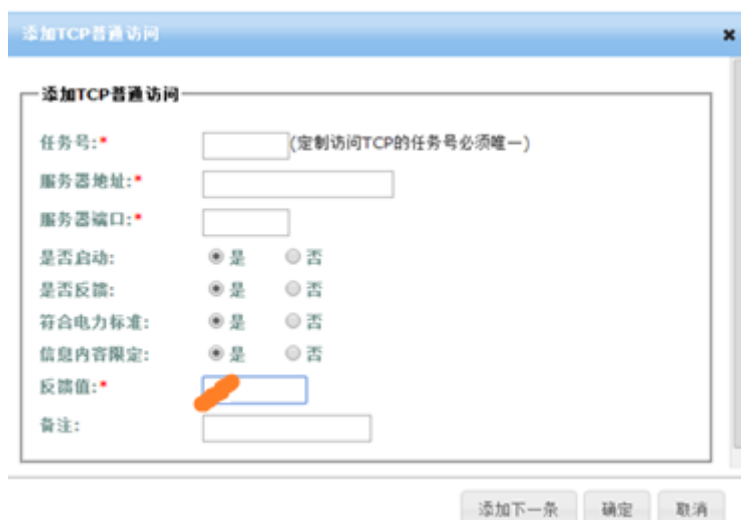 添加TCP普通访问
添加TCP普通访问
任务号:* (定制访问TCP的任务号必须唯一)
服务器地址:*
服务器端口:*
是否启动: 是 否
是否反馈: 是 否
符合电力标准: 是 否
信息内容限定: 是 否
反馈值:*
备注:
添加下一条 确定 取消